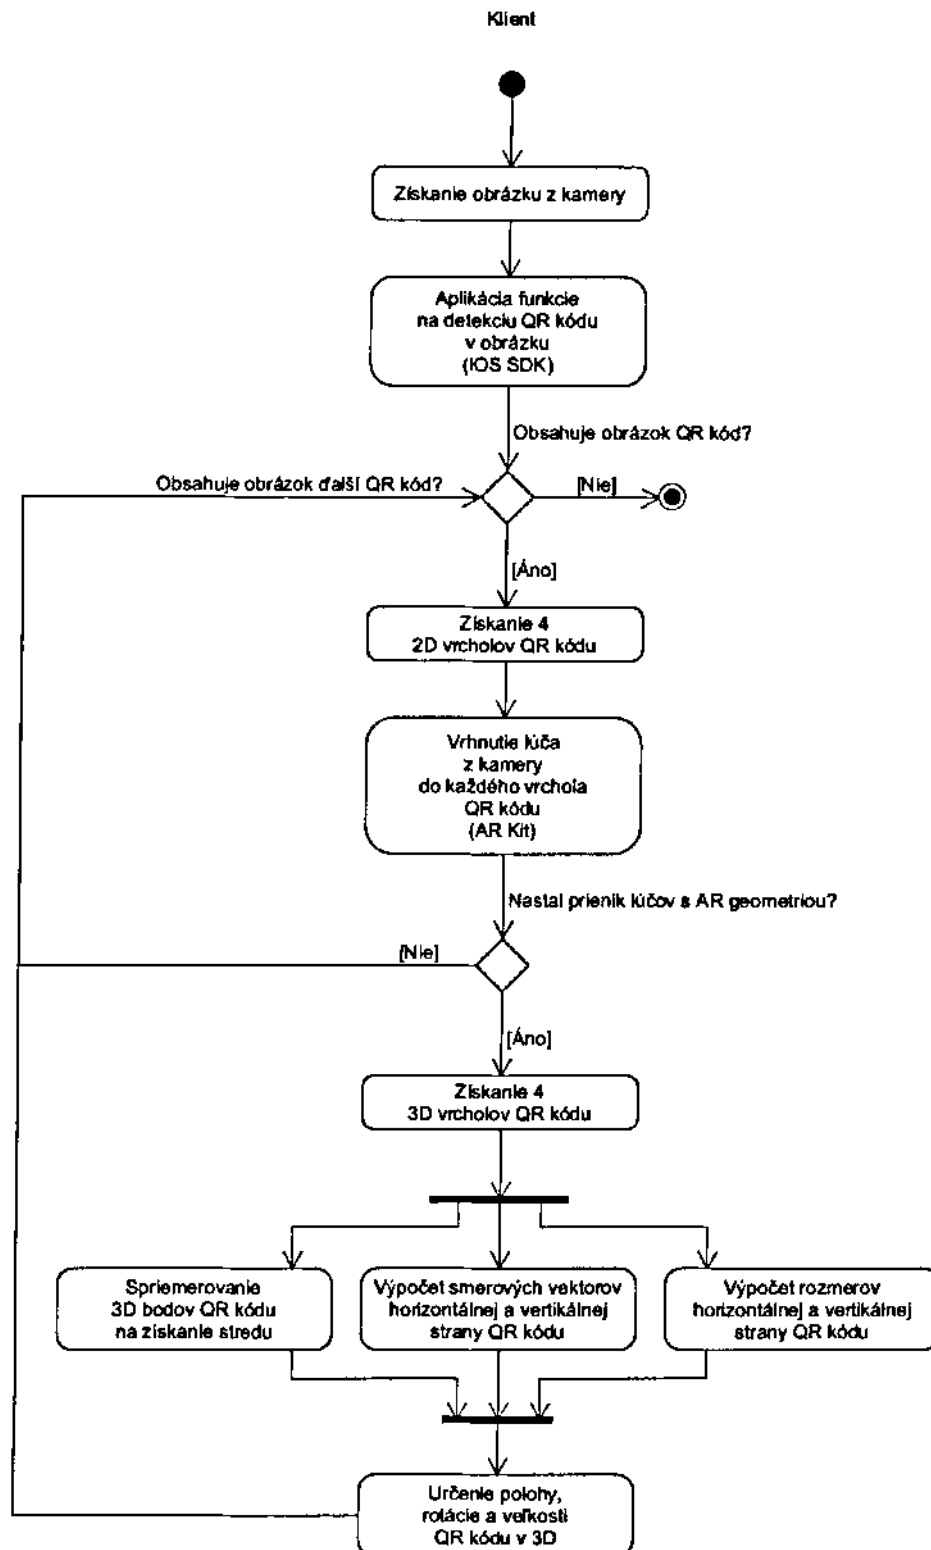 Klient
Získanie obrázku z kamery
Aplikácia funkcie
na detekciu QR kódu
v obrázku
(IOS SDK)
Obsahuje obrázok QR kód?
Obsahuje obrázok ďalší QR kód?
[Nie]
[Áno]
Získanie 4
2D vrcholov QR kódu
Vrhnutie lúča
z kamery
do každého vrchola
QR kódu
(AR Kit)
Nastal prienik lúčov s AR geometriou?
[Nie]
[Áno]
Získanie 4
3D vrcholov QR kódu
Spriemerovanie
3D bodov QR kódu
na získanie stredu
Výpočet smerových vektorov
horizontálnej a vertikálnej
strany QR kódu
Výpočet rozmerov
horizontálnej a vertikálnej
strany QR kódu
Určenie polohy,
rotácie a veľkosti
QR kódu v 3D